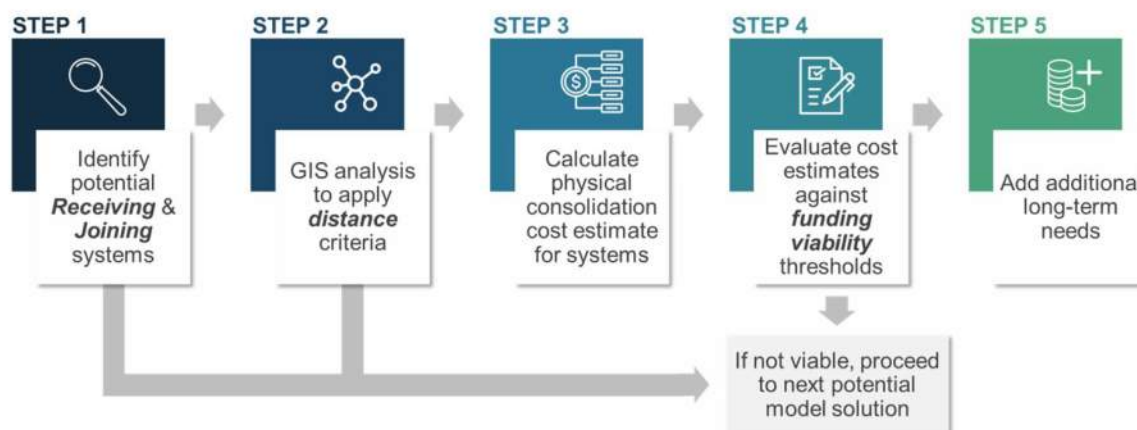 STEP 1
Identify
potential
Receiving &
Joining
systems
STEP 2
GIS analysis
to apply
distance
criteria
STEP 3
$
Calculate
physical
consolidation
cost estimate
for systems
STEP 4
Evaluate cost
estimates
against
funding
viability
thresholds
STEP 5
Add additiona
long-term
needs
If not viable, proceed
to next potential
model solution